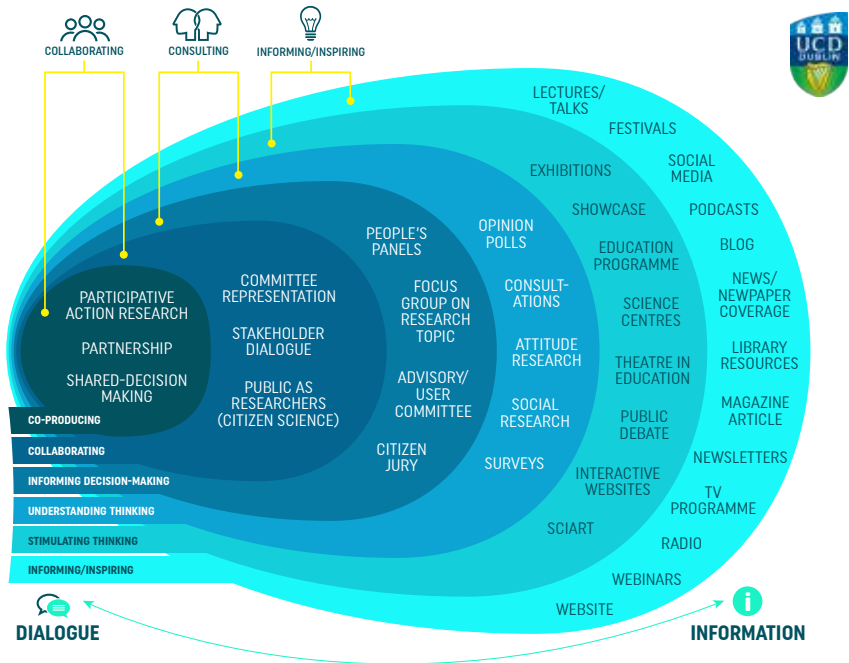 COLLABORATING
CONSULTING
INFORMING/INSPIRING
UCD
DUBLIN
PARTICIPATIVE
ACTION RESEARCH
PARTNERSHIP
SHARED-DECISION
MAKING
COMMITTEE
REPRESENTATION
STAKEHOLDER
DIALOGUE
PUBLIC AS
RESEARCHERS
(CITIZEN SCIENCE)
PEOPLE'S
PANELS
FOCUS
GROUP ON
RESEARCH
TOPIC
ADVISORY/
USER
COMMITTEE
CITIZEN
JURY
OPINION
POLLS
CONSULT-
ATIONS
ATTITUDE
RESEARCH
SOCIAL
RESEARCH
SURVEYS
EXHIBITIONS
SHOWCASE
EDUCATION
PROGRAMME
SCIENCE
CENTRES
THEATRE IN
EDUCATION
PUBLIC
DEBATE
INTERACTIVE
WEBSITES
SCIART
LECTURES/
TALKS
FESTIVALS
SOCIAL
MEDIA
PODCASTS
BLOG
NEWS/
NEWPAPER
COVERAGE
LIBRARY
RESOURCES
MAGAZINE
ARTICLE
NEWSLETTERS
TV
PROGRAMME
RADIO
WEBINARS
WEBSITE
CO-PRODUCING
COLLABORATING
INFORMING DECISION-MAKING
UNDERSTANDING THINKING
STIMULATING THINKING
INFORMING/INSPIRING
DIALOGUE
i
INFORMATION